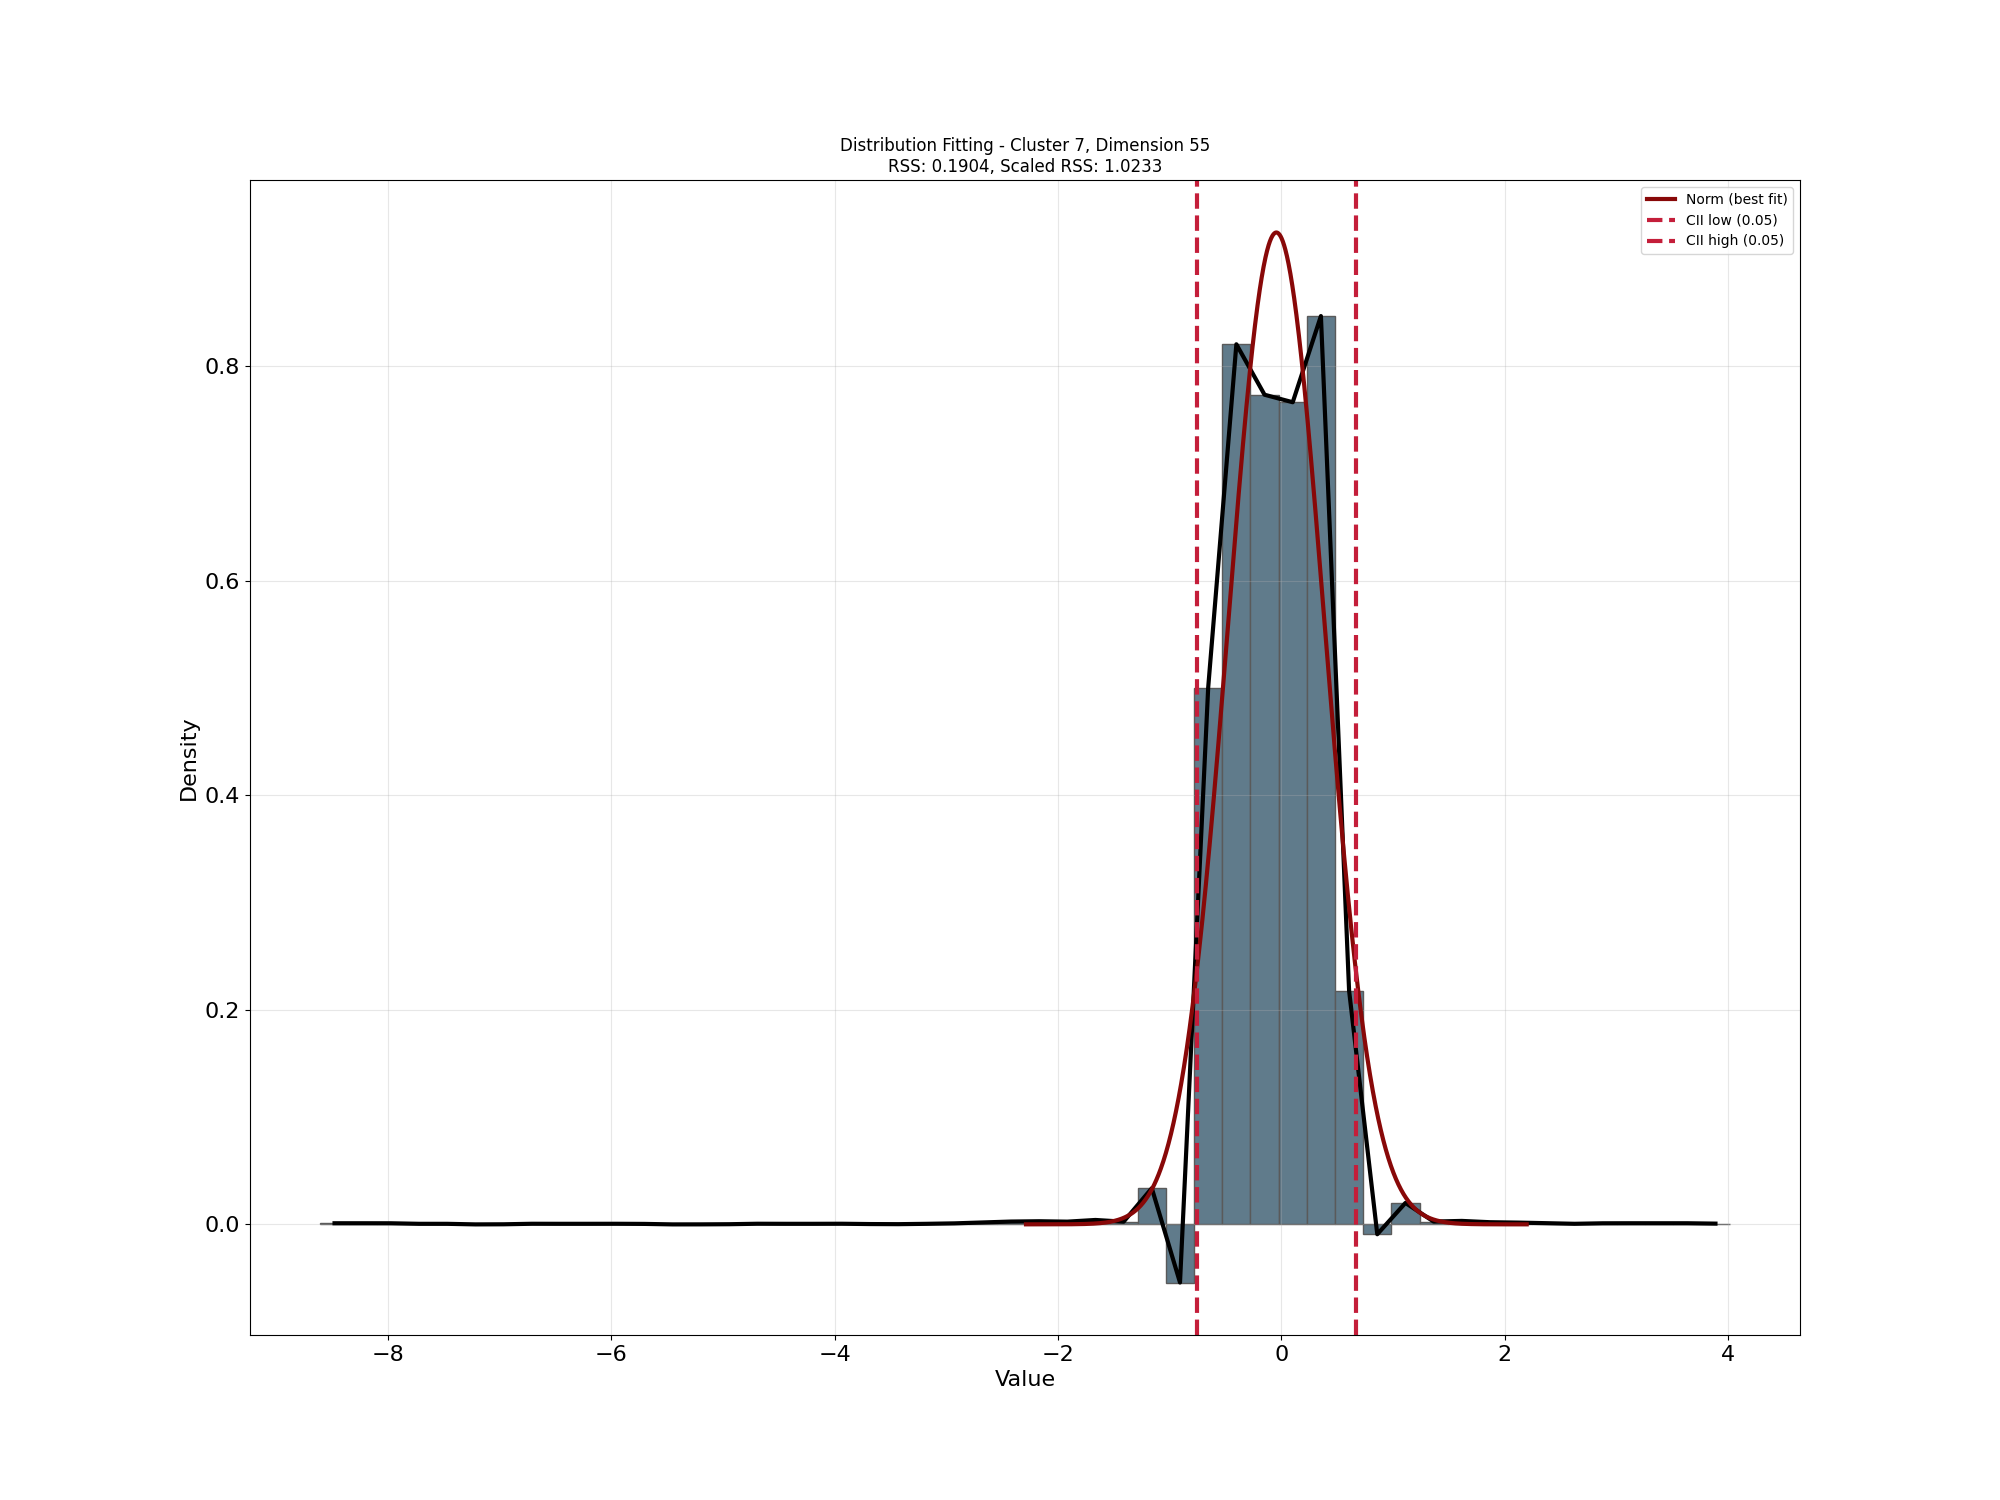 Distribution Fitting - Cluster 7, Dimension 55
RSS: 0.1904, Scaled RSS: 1.0233
Norm (best fit)
CII low (0.05)
CII high (0.05)
Density
0.8
0.6
0.4
0.2
0.0
−8 −6 −4 −2 0 2 4
Value